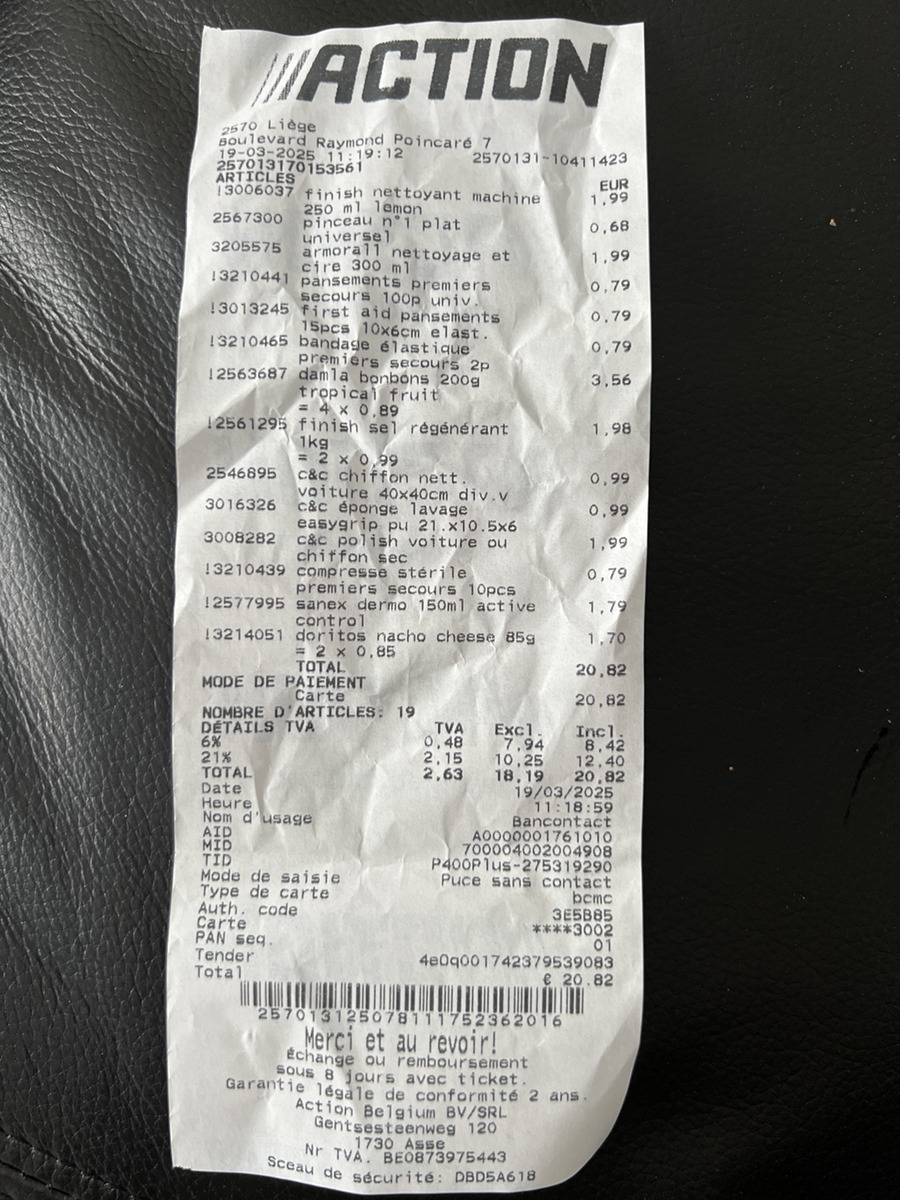 ///ACTION
2570 Liège
Boulevard Raymond Poincaré 7
19-03-2025 11:19:12 2570131-10411423
257013170153561
ARTICLES EUR
!3006037 finish nettoyant machine 1,99
250 ml lemon
2567300 pinceau n°1 plat 0,68
universel
3205575 armorall nettoyage et 1,99
cire 300 ml
!3210441 pansements premiers 0,79
secours 100p univ.
!3013245 first aid pansements 0,79
15pcs 10x6cm elast.
!3210465 bandage élastique 0,79
premiers secours 2p
!2563687 damla bonbons 200g 3,56
tropical fruit
= 4 x 0,89
!2561295 finish sel régénérant 1,98
1kg
= 2 x 0,99
2546895 c&c chiffon nett. 0,99
voiture 40x40cm div.v
3016326 c&c éponge lavage 0,99
easygrip pu 21.x10.5x6
3008282 c&c polish voiture ou 1,99
chiffon sec
!3210439 compresse stérile 0,79
premiers secours 10pcs
!2577995 sanex dermo 150ml active 1,79
control
!3214051 doritos nacho cheese 85g 1,70
= 2 x 0,85
TOTAL 20,82
MODE DE PAIEMENT
Carte 20,82
NOMBRE D'ARTICLES: 19
DÉTAILS TVA TVA Excl. Incl.
6% 0,48 7,94 8,42
21% 2,15 10,25 12,40
TOTAL 2,63 18,19 20,82
Date 19/03/2025
Heure 11:18:59
Nom d'usage Bancontact
AID A0000001761010
MID 700004002004908
TID P400Plus-275319290
Mode de saisie Puce sans contact
Type de carte bcmc
Auth. code 3E5B85
Carte ****3002
PAN seq. 01
Tender 4e0q001742379539083
Total € 20.82
2570131250781117523620​16
Merci et au revoir!
Échange ou remboursement
sous 8 jours avec ticket.
Garantie légale de conformité 2 ans.
Action Belgium BV/SRL
Gentsesteenweg 120
1730 Asse
Nr TVA. BE0873975443
Sceau de sécurité: DBD5A618